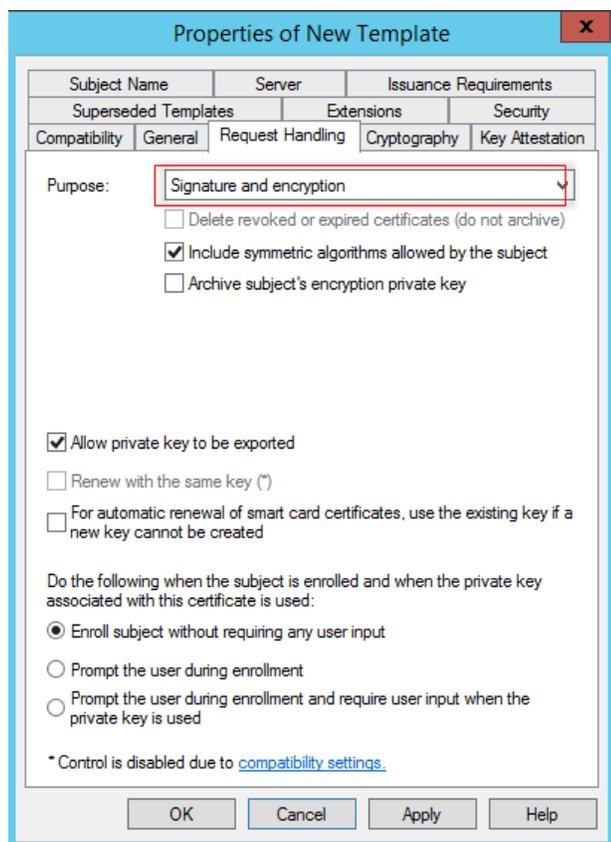 Properties of New Template
x
Subject Name Server Issuance Requirements
Superseded Templates Extensions Security
Compatibility General Request Handling Cryptography Key Attestation
Purpose: Signature and encryption
Delete revoked or expired certificates (do not archive)
Include symmetric algorithms allowed by the subject
Archive subject's encryption private key
Allow private key to be exported
Renew with the same key (*)
For automatic renewal of smart card certificates, use the existing key if a
new key cannot be created
Do the following when the subject is enrolled and when the private key
associated with this certificate is used:
Enroll subject without requiring any user input
Prompt the user during enrollment
Prompt the user during enrollment and require user input when the
private key is used
* Control is disabled due to compatibility settings.
OK Cancel Apply Help